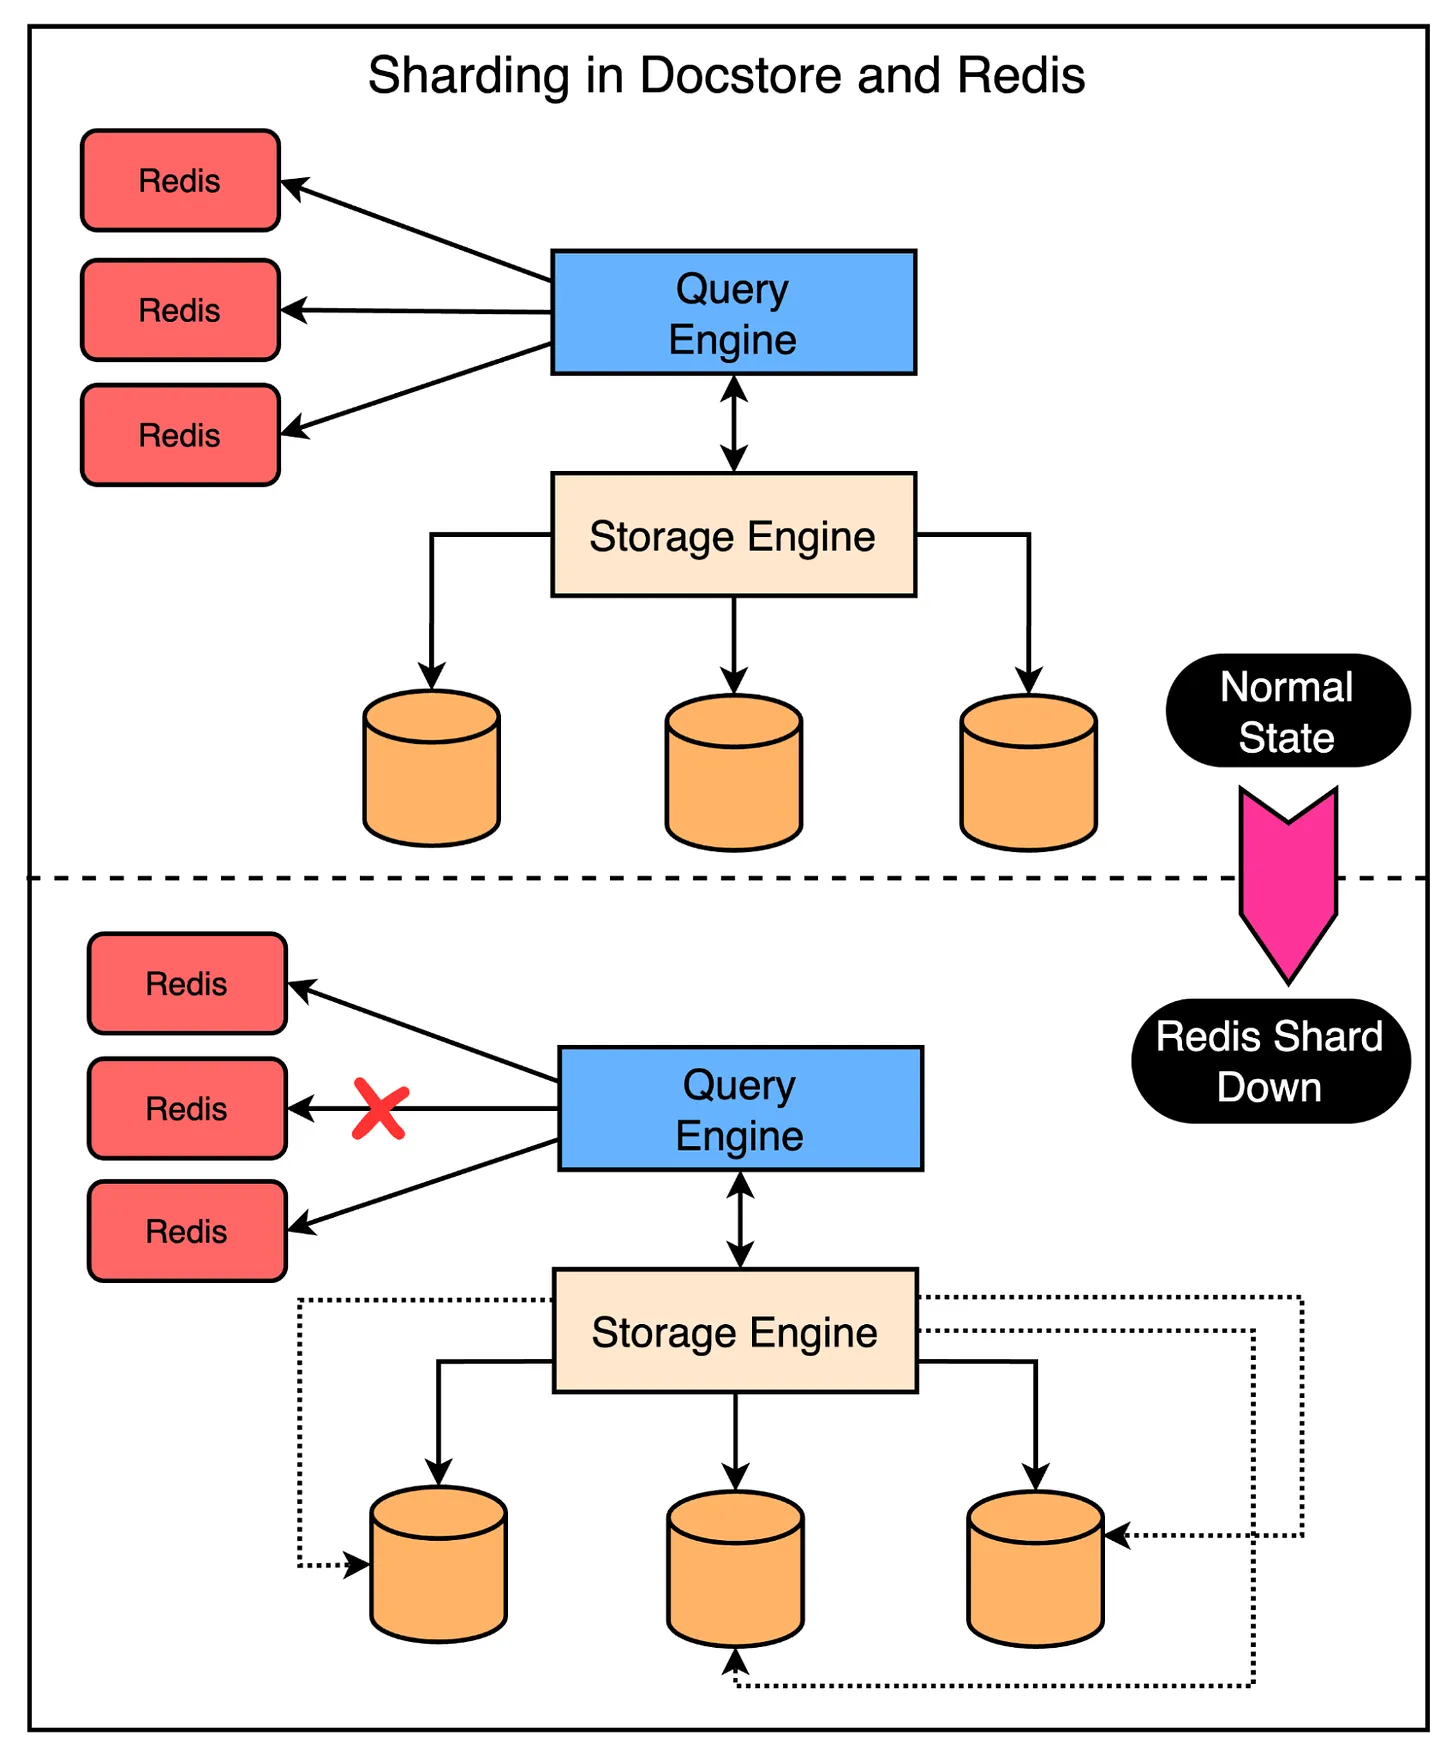 Sharding in Docstore and Redis
Redis
Redis
Redis
Query
Engine
Storage Engine
Normal
State
Redis
Redis
Redis
Query
Engine
Storage Engine
Redis Shard
Down